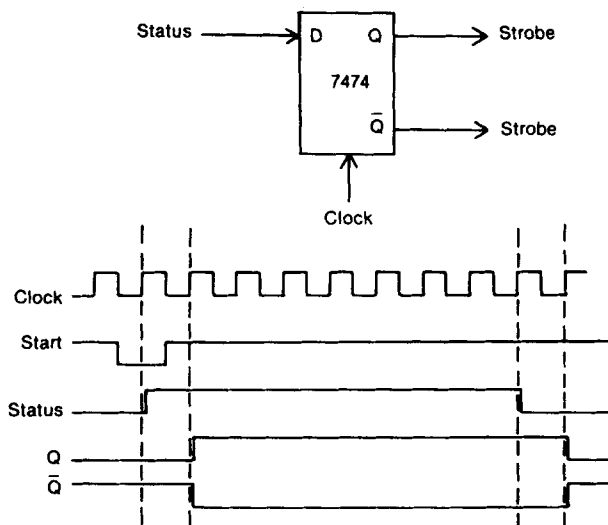 Status
D
Q
Strobe
7474
Q̅
Strobe
Clock
Clock
Start
Status
Q
Q̅